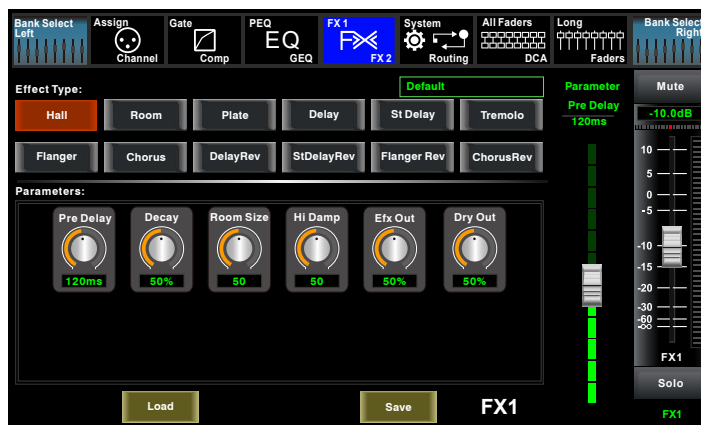 Bank Select
Left
Assign
Channel
Gate
Comp
PEQ
EQ
GEQ
FX 1
FX 2
System
Routing
All Faders
DCA
Long
Faders
Bank Select
Right
Effect Type:
Default
Hall
Room
Plate
Delay
St Delay
Tremolo
Flanger
Chorus
DelayRev
StDelayRev
Flanger Rev
ChorusRev
Parameters:
Pre Delay
Decay
Room Size
Hi Damp
Efx Out
Dry Out
120ms
50%
50
50
50%
50%
Load
Save
FX1
Parameter
Pre Delay
120ms
Mute
-10.0dB
10
5
0
-5
-10
-15
-20
-30
-60
-∞
FX1
Solo
FX1